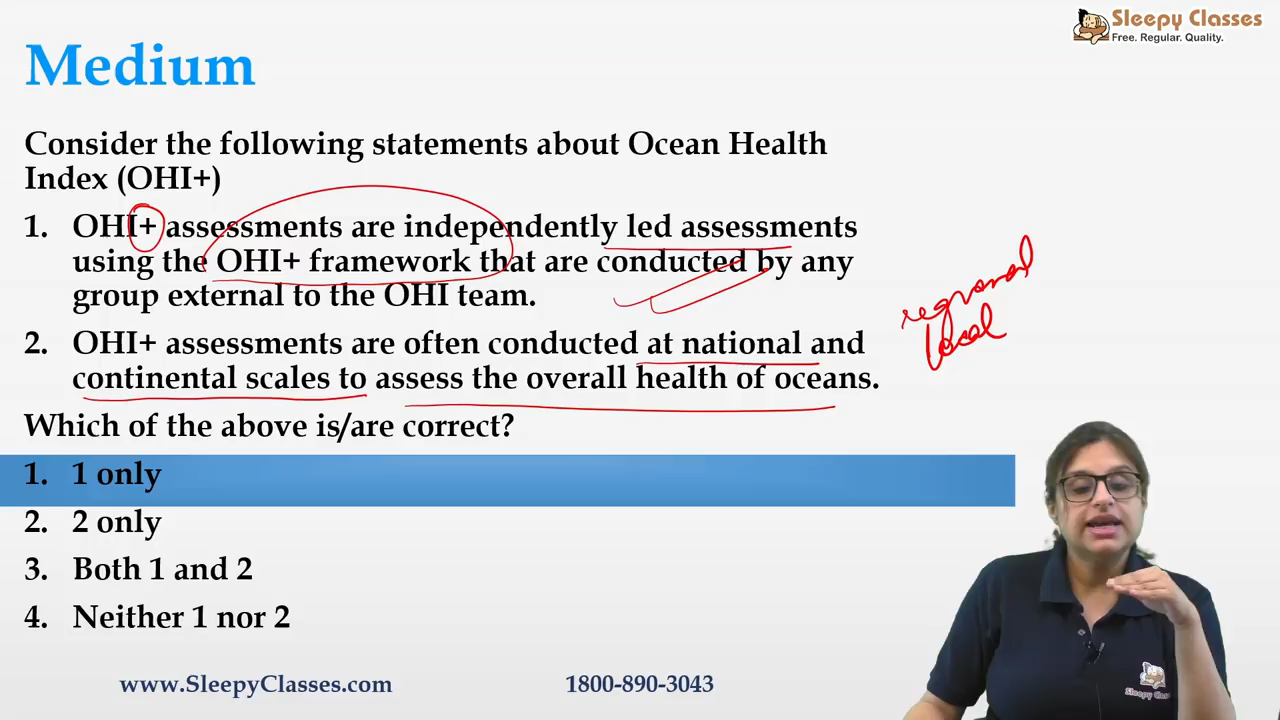 Sleepy Classes
Free. Regular. Quality.
Medium
Consider the following statements about Ocean Health
Index (OHI+)
1. OHI+ assessments are independently led assessments
using the OHI+ framework that are conducted by any
group external to the OHI team.
2. OHI+ assessments are often conducted at national and
continental scales to assess the overall health of oceans.
regional
local
Which of the above is/are correct?
1. 1 only
2. 2 only
3. Both 1 and 2
4. Neither 1 nor 2
www.SleepyClasses.com 1800-890-3043
SleepyClasses